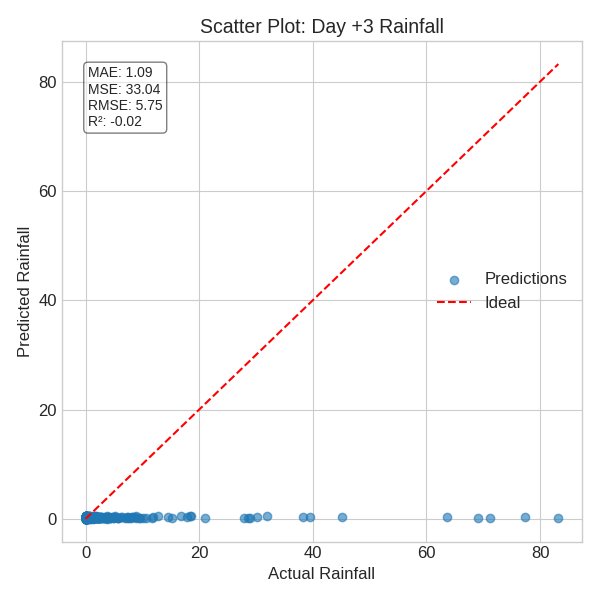 Scatter Plot: Day +3 Rainfall
MAE: 1.09
MSE: 33.04
RMSE: 5.75
R²: -0.02
Predicted Rainfall
80
60
40
20
0
Predictions
Ideal
0 20 40 60 80
Actual Rainfall